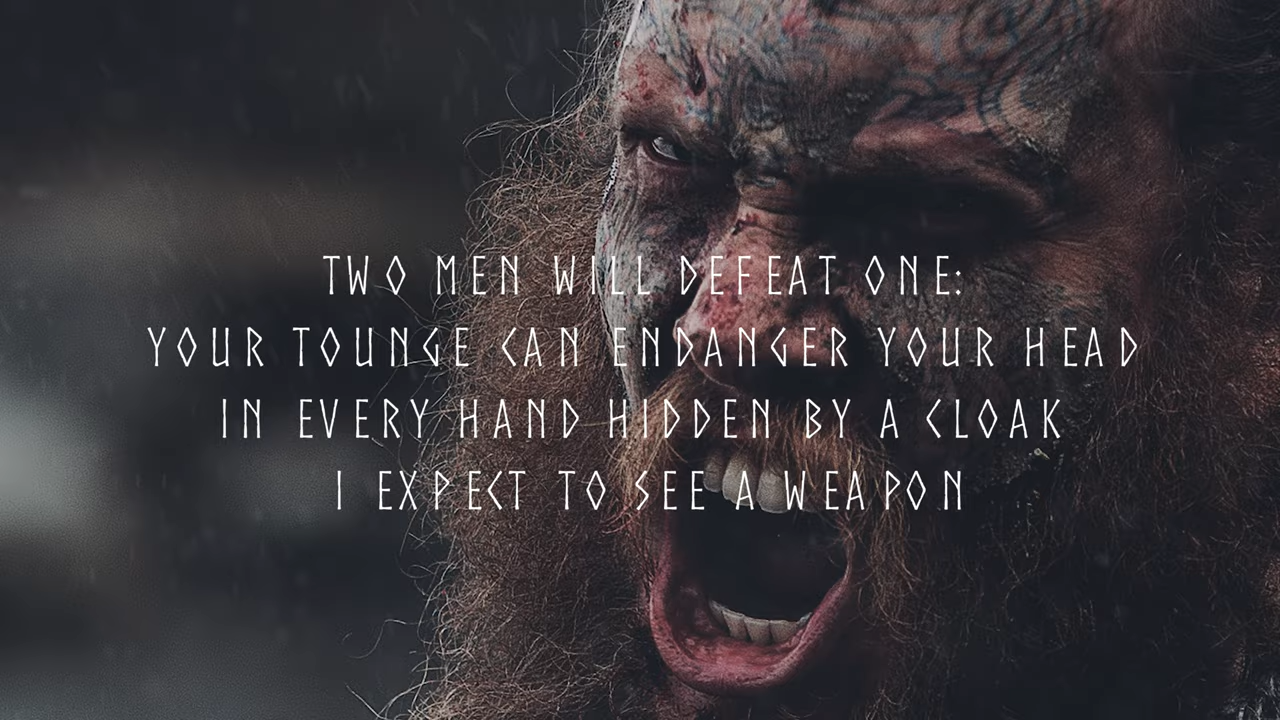 TWO MEN WILL DEFEAT ONE:
YOUR TOUNGE CAN ENDANGER YOUR HEAD
IN EVERY HAND HIDDEN BY A CLOAK
I EXPECT TO SEE A WEAPON